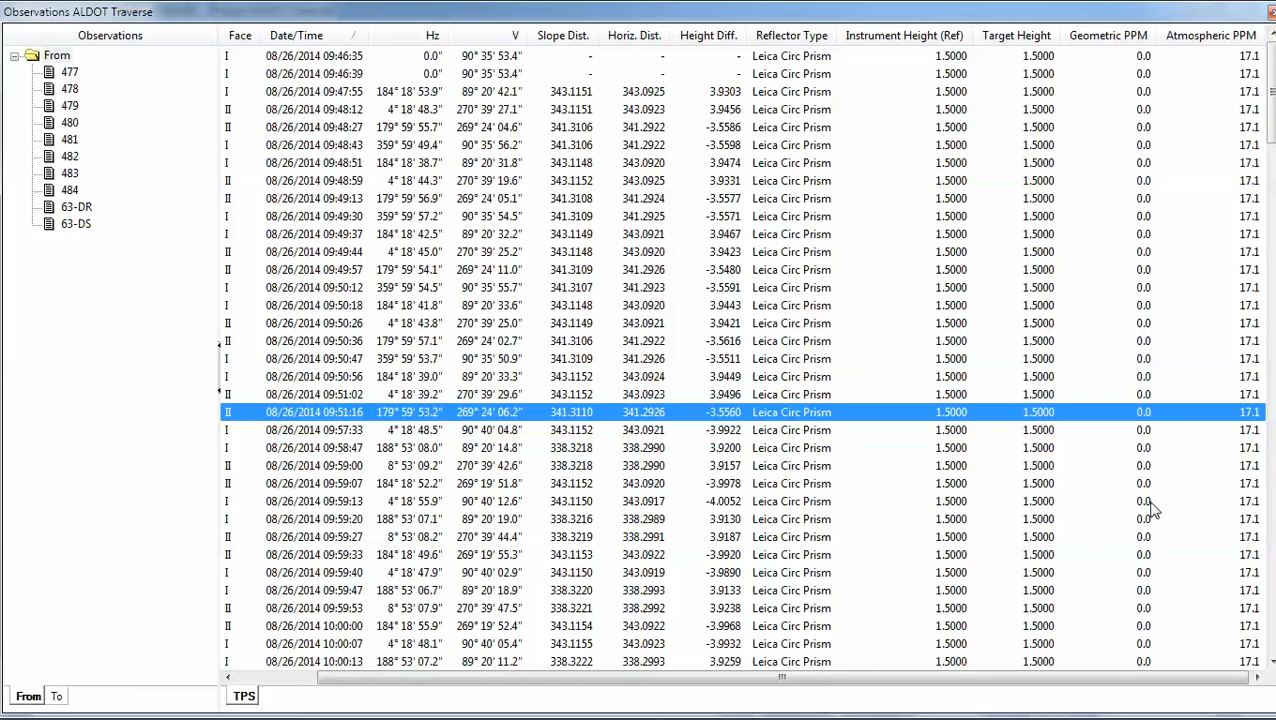 Observations ALDOT Traverse
Observations
From
477
478
479
480
481
482
483
484
63-DR
63-DS
From To
Face Date/Time Hz V Slope Dist. Horiz. Dist. Height Diff. Reflector Type Instrument Height (Ref) Target Height Geometric PPM Atmospheric PPM
I 08/26/2014 09:46:35 0.0" 90° 35' 53.4" - - - Leica Circ Prism 1.5000 1.5000 0.0 17.1
I 08/26/2014 09:46:39 0.0" 90° 35' 53.4" - - - Leica Circ Prism 1.5000 1.5000 0.0 17.1
I 08/26/2014 09:47:55 184° 18' 53.9" 89° 20' 42.1" 343.1151 343.0925 3.9303 Leica Circ Prism 1.5000 1.5000 0.0 17.1
II 08/26/2014 09:48:12 4° 18' 48.3" 270° 39' 27.1" 343.1151 343.0923 3.9456 Leica Circ Prism 1.5000 1.5000 0.0 17.1
II 08/26/2014 09:48:27 179° 59' 55.7" 269° 24' 04.6" 341.3106 341.2922 -3.5586 Leica Circ Prism 1.5000 1.5000 0.0 17.1
I 08/26/2014 09:48:43 359° 59' 49.4" 90° 35' 56.2" 341.3106 341.2922 -3.5598 Leica Circ Prism 1.5000 1.5000 0.0 17.1
I 08/26/2014 09:48:51 184° 18' 38.7" 89° 20' 31.8" 343.1148 343.0920 3.9474 Leica Circ Prism 1.5000 1.5000 0.0 17.1
II 08/26/2014 09:48:59 4° 18' 44.3" 270° 39' 19.6" 343.1152 343.0925 3.9331 Leica Circ Prism 1.5000 1.5000 0.0 17.1
II 08/26/2014 09:49:13 179° 59' 56.9" 269° 24' 05.1" 341.3108 341.2924 -3.5577 Leica Circ Prism 1.5000 1.5000 0.0 17.1
I 08/26/2014 09:49:30 359° 59' 57.2" 90° 35' 54.5" 341.3109 341.2925 -3.5571 Leica Circ Prism 1.5000 1.5000 0.0 17.1
I 08/26/2014 09:49:37 184° 18' 42.5" 89° 20' 32.2" 343.1149 343.0921 3.9467 Leica Circ Prism 1.5000 1.5000 0.0 17.1
II 08/26/2014 09:49:44 4° 18' 45.0" 270° 39' 25.2" 343.1148 343.0920 3.9423 Leica Circ Prism 1.5000 1.5000 0.0 17.1
II 08/26/2014 09:49:57 179° 59' 54.1" 269° 24' 11.0" 341.3109 341.2926 -3.5480 Leica Circ Prism 1.5000 1.5000 0.0 17.1
I 08/26/2014 09:50:12 359° 59' 54.5" 90° 35' 55.7" 341.3107 341.2923 -3.5591 Leica Circ Prism 1.5000 1.5000 0.0 17.1
I 08/26/2014 09:50:18 184° 18' 41.8" 89° 20' 33.6" 343.1148 343.0920 3.9443 Leica Circ Prism 1.5000 1.5000 0.0 17.1
II 08/26/2014 09:50:26 4° 18' 43.8" 270° 39' 25.0" 343.1149 343.0921 3.9421 Leica Circ Prism 1.5000 1.5000 0.0 17.1
II 08/26/2014 09:50:36 179° 59' 57.1" 269° 24' 02.7" 341.3106 341.2922 -3.5616 Leica Circ Prism 1.5000 1.5000 0.0 17.1
I 08/26/2014 09:50:47 359° 59' 53.7" 90° 35' 50.9" 341.3109 341.2926 -3.5511 Leica Circ Prism 1.5000 1.5000 0.0 17.1
I 08/26/2014 09:50:56 184° 18' 39.0" 89° 20' 33.3" 343.1152 343.0924 3.9449 Leica Circ Prism 1.5000 1.5000 0.0 17.1
II 08/26/2014 09:51:02 4° 18' 39.2" 270° 39' 29.6" 343.1152 343.0923 3.9496 Leica Circ Prism 1.5000 1.5000 0.0 17.1
II 08/26/2014 09:51:16 179° 59' 53.2" 269° 24' 06.2" 341.3110 341.2926 -3.5560 Leica Circ Prism 1.5000 1.5000 0.0 17.1
I 08/26/2014 09:57:33 4° 18' 48.5" 90° 40' 04.8" 343.1152 343.0921 -3.9922 Leica Circ Prism 1.5000 1.5000 0.0 17.1
I 08/26/2014 09:58:47 188° 53' 08.0" 89° 20' 14.8" 338.3218 338.2990 3.9200 Leica Circ Prism 1.5000 1.5000 0.0 17.1
II 08/26/2014 09:59:00 8° 53' 09.2" 270° 39' 42.6" 338.3218 338.2990 3.9157 Leica Circ Prism 1.5000 1.5000 0.0 17.1
II 08/26/2014 09:59:07 184° 18' 52.2" 269° 19' 51.8" 343.1152 343.0920 -3.9978 Leica Circ Prism 1.5000 1.5000 0.0 17.1
I 08/26/2014 09:59:13 4° 18' 55.9" 90° 40' 12.6" 343.1150 343.0917 -4.0052 Leica Circ Prism 1.5000 1.5000 0.0 17.1
I 08/26/2014 09:59:20 188° 53' 07.1" 89° 20' 19.0" 338.3216 338.2989 3.9130 Leica Circ Prism 1.5000 1.5000 0.0 17.1
II 08/26/2014 09:59:27 8° 53' 08.2" 270° 39' 44.4" 338.3219 338.2991 3.9187 Leica Circ Prism 1.5000 1.5000 0.0 17.1
II 08/26/2014 09:59:33 184° 18' 49.6" 269° 19' 55.3" 343.1153 343.0922 -3.9920 Leica Circ Prism 1.5000 1.5000 0.0 17.1
I 08/26/2014 09:59:40 4° 18' 47.9" 90° 40' 02.9" 343.1150 343.0919 -3.9890 Leica Circ Prism 1.5000 1.5000 0.0 17.1
I 08/26/2014 09:59:47 188° 53' 06.7" 89° 20' 18.9" 338.3220 338.2993 3.9133 Leica Circ Prism 1.5000 1.5000 0.0 17.1
II 08/26/2014 09:59:53 8° 53' 07.9" 270° 39' 47.5" 338.3221 338.2992 3.9238 Leica Circ Prism 1.5000 1.5000 0.0 17.1
II 08/26/2014 10:00:00 184° 18' 55.9" 269° 19' 52.4" 343.1154 343.0922 -3.9968 Leica Circ Prism 1.5000 1.5000 0.0 17.1
I 08/26/2014 10:00:07 4° 18' 48.1" 90° 40' 05.4" 343.1155 343.0923 -3.9932 Leica Circ Prism 1.5000 1.5000 0.0 17.1
I 08/26/2014 10:00:13 188° 53' 07.2" 89° 20' 11.2" 338.3222 338.2993 3.9259 Leica Circ Prism 1.5000 1.5000 0.0 17.1
TPS